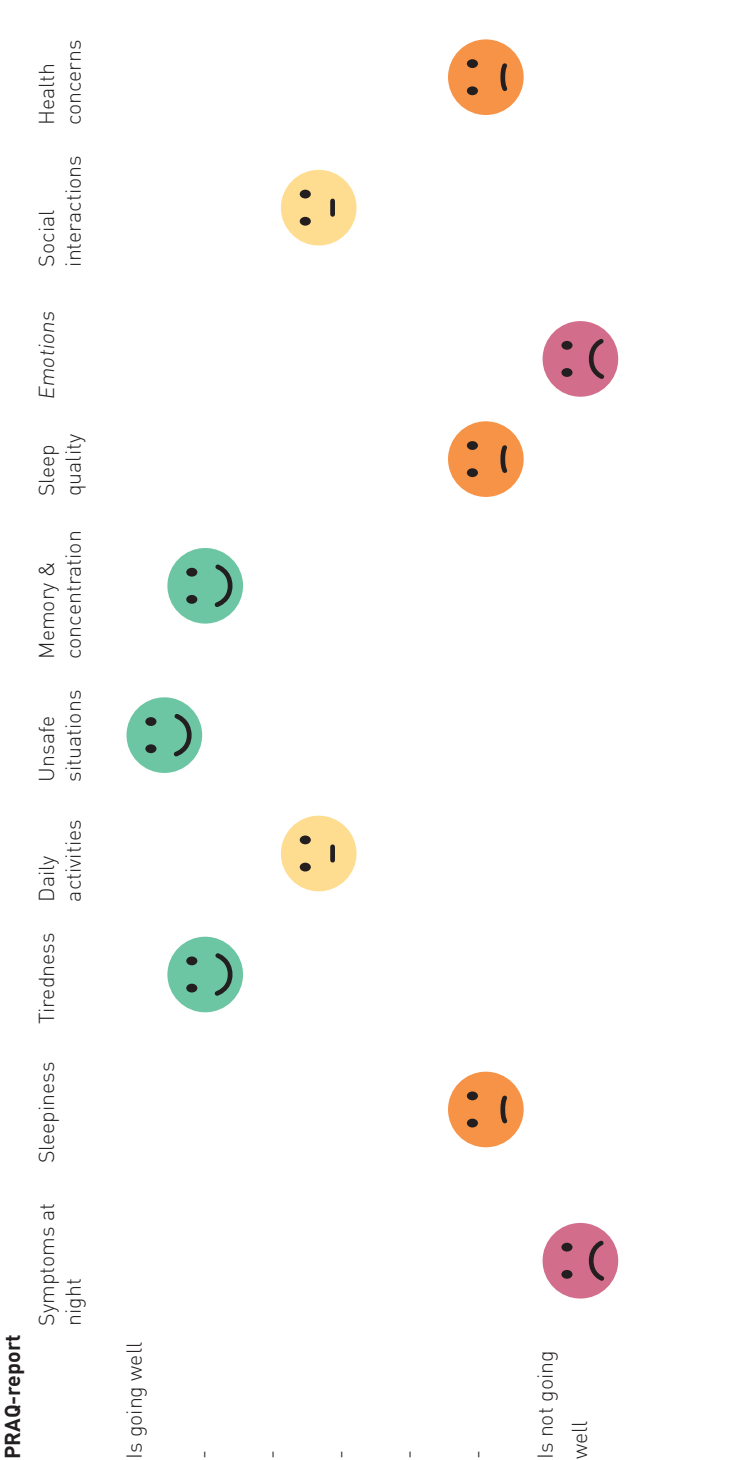 PRAQ-report
Symptoms at
night
Sleepiness
Tiredness
Daily
activities
Unsafe
situations
Memory &
concentration
Sleep
quality
Emotions
Social
interactions
Health
concerns
Is going well
-
-
-
-
-
Is not going
well